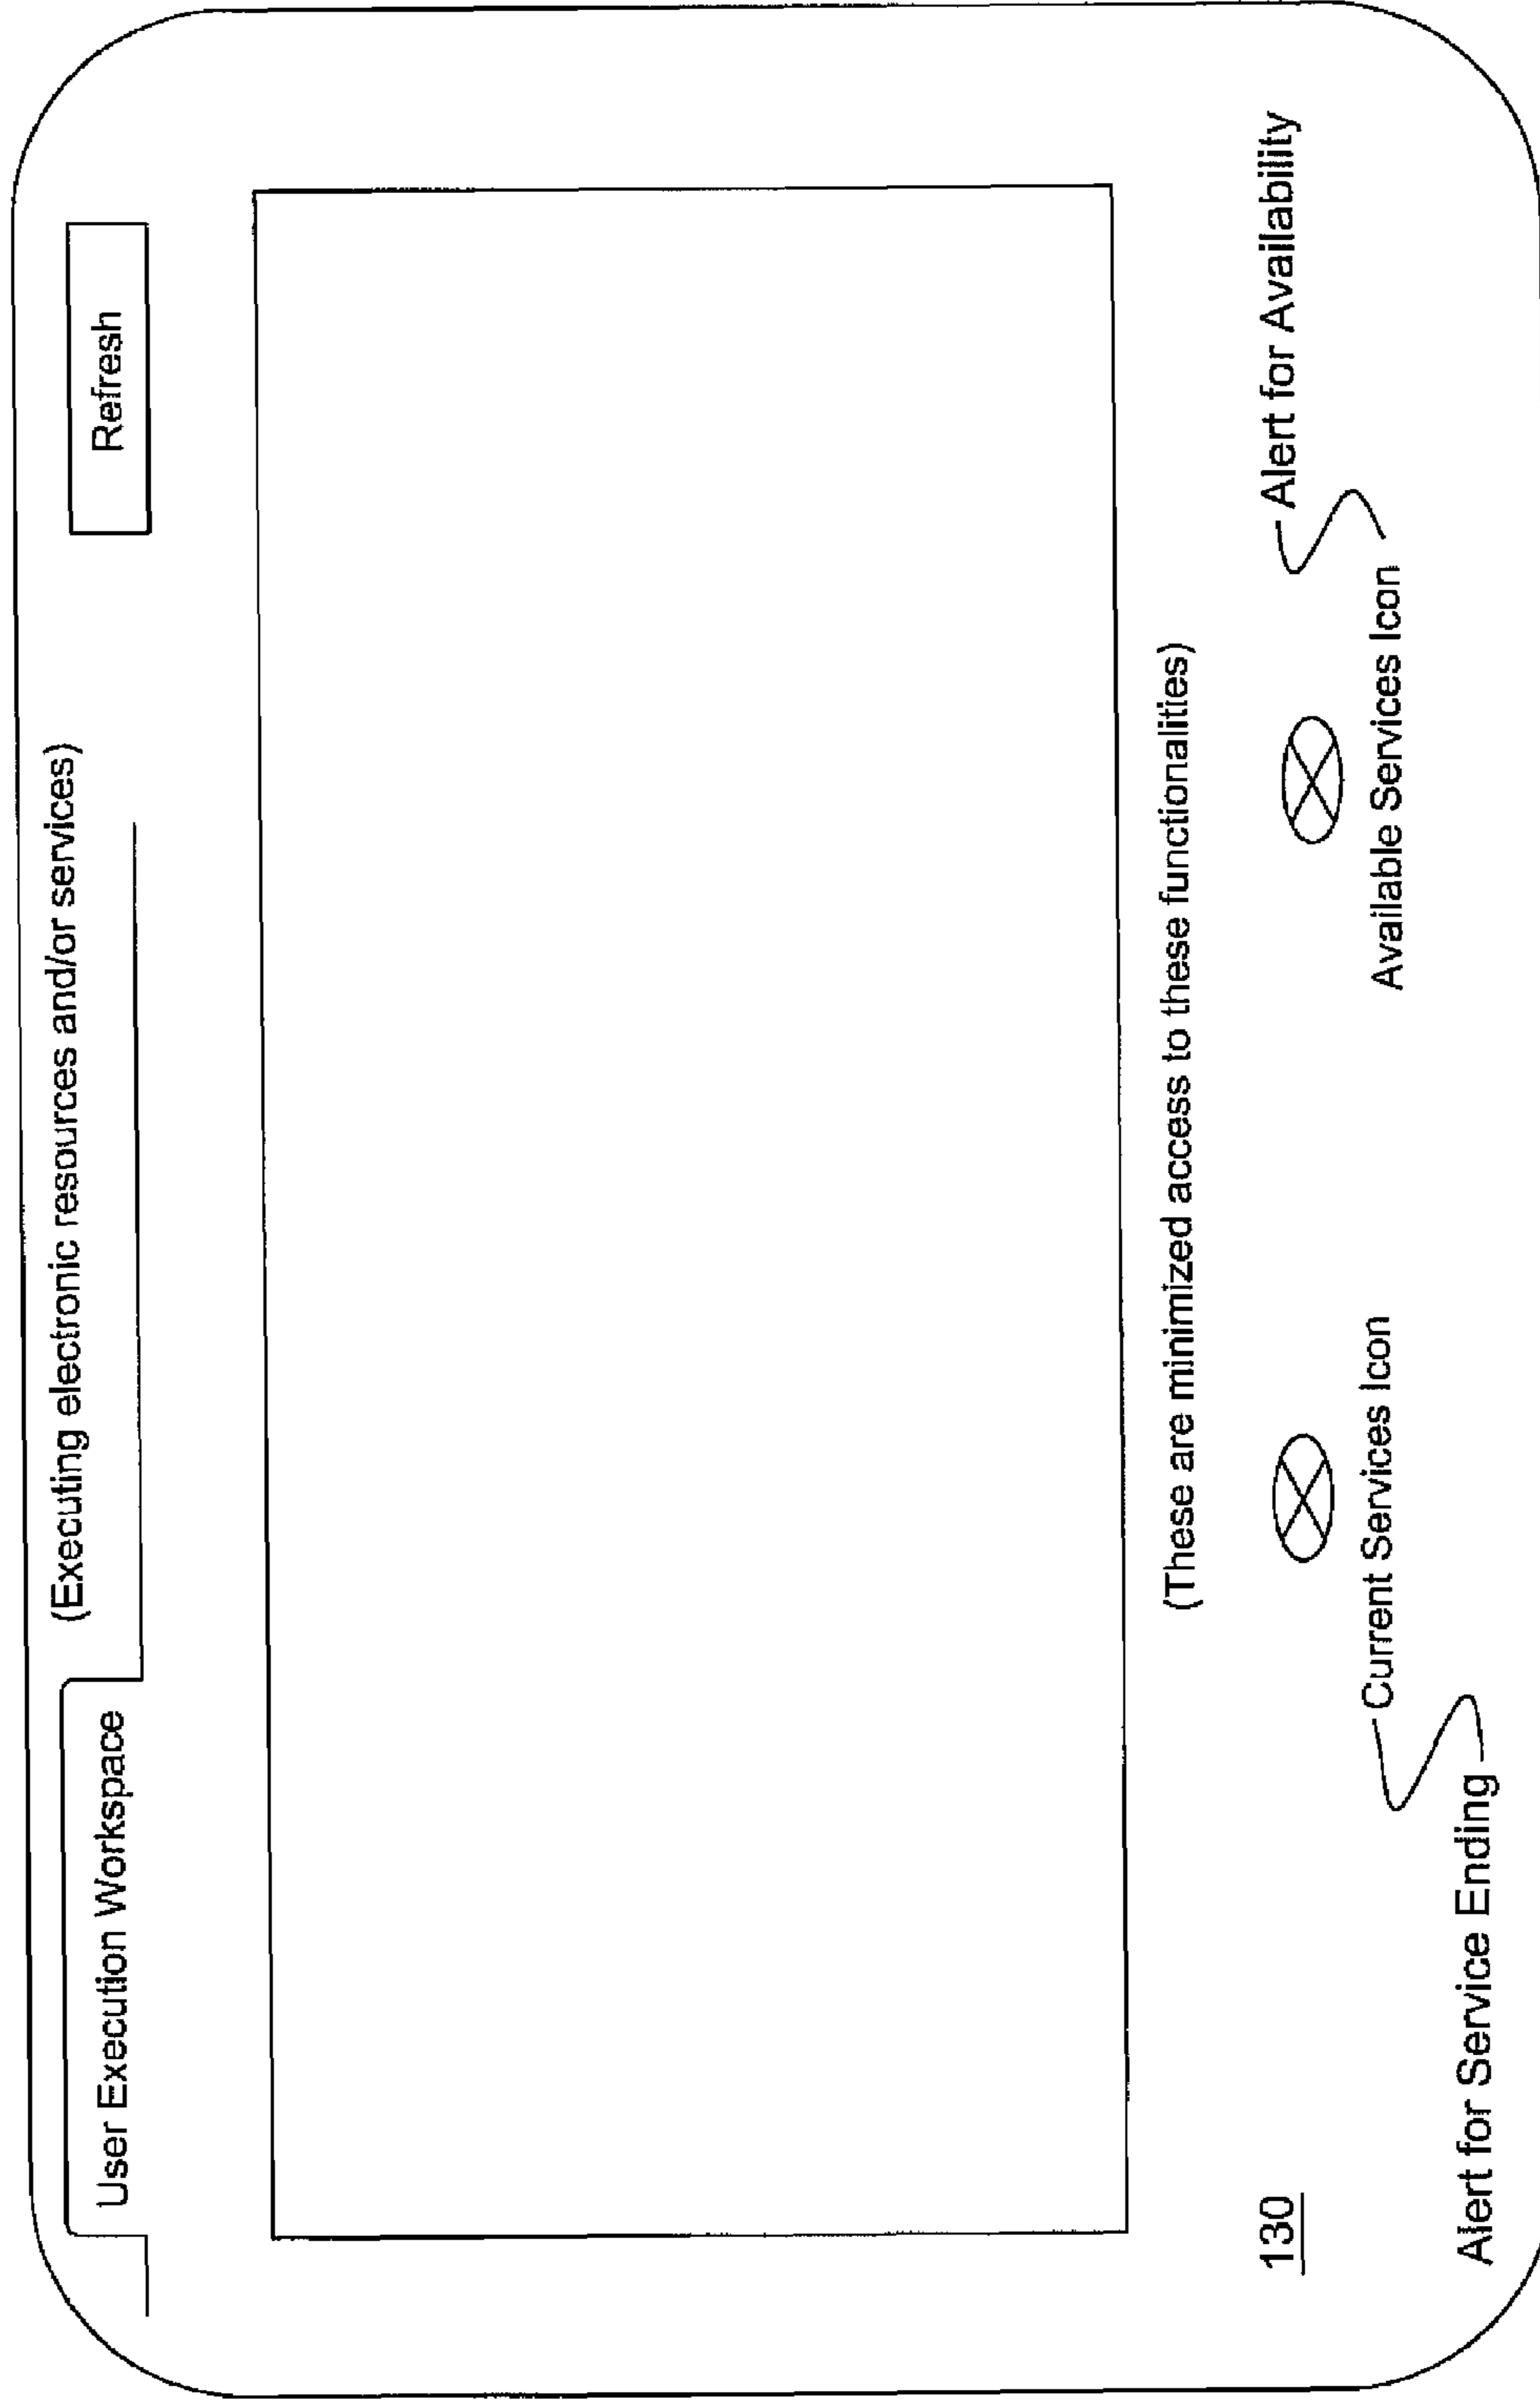 (Executing electronic resources and/or services)
User Execution Workspace
Refresh
(These are minimized access to these functionalities)
130
Alert for Availability
Current Services Icon
Available Services Icon
Alert for Service Ending